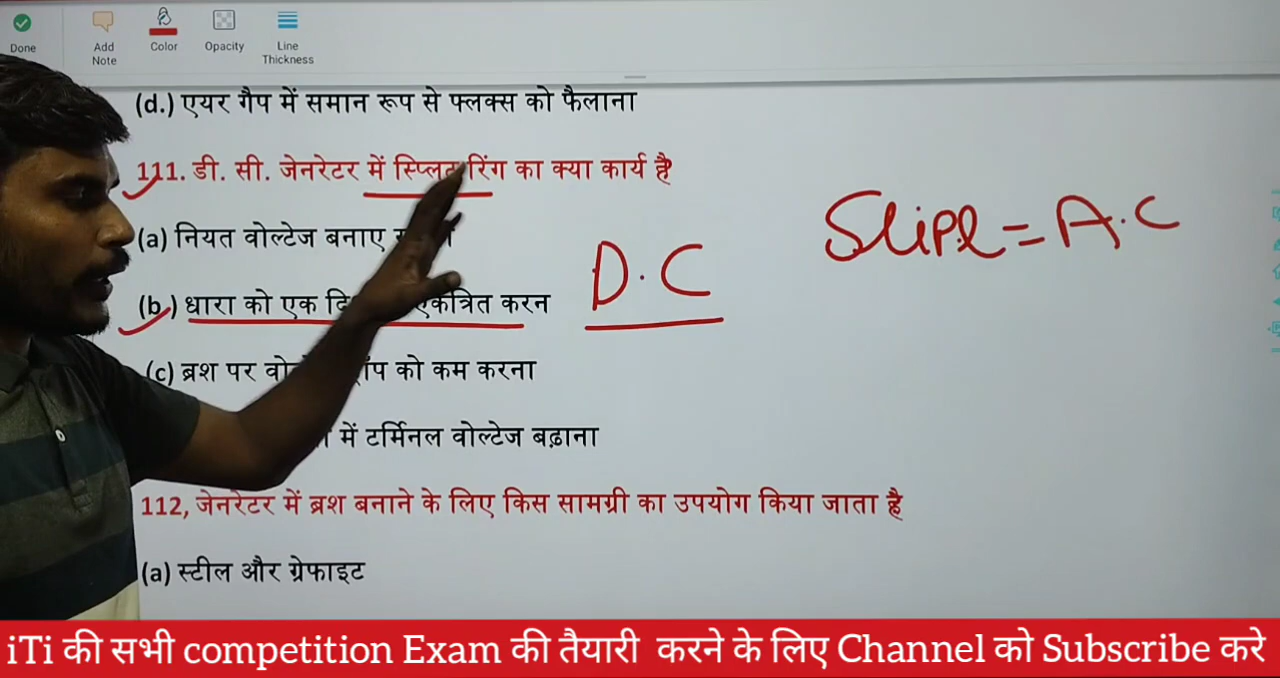 Done
Add Note
Color
Opacity
Line Thickness
(d.) एयर गैप में समान रूप से फ्लक्स को फैलाना
111. डी. सी. जेनरेटर में स्प्लिट रिंग का क्या कार्य है
(a) नियत वोल्टेज बनाए
D.C
Slipl = A.C
(b.) धारा को एक एकत्रित करन
(c) ब्रश पर को कम करना
में टर्मिनल वोल्टेज बढ़ाना
112, जेनरेटर में ब्रश बनाने के लिए किस सामग्री का उपयोग किया जाता है
(a) स्टील और ग्रेफाइट
iTi की सभी competition Exam की तैयारी करने के लिए Channel को Subscribe करे